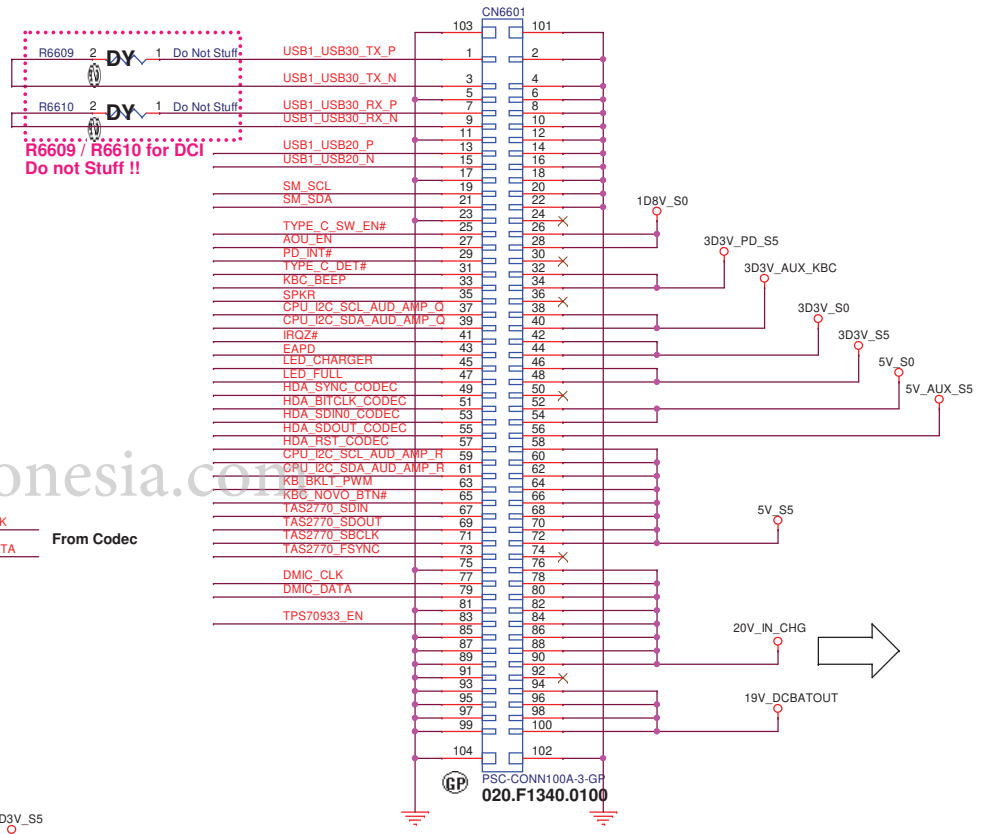 CN6601
103 101
R6609 2 DY 1 Do Not Stuff USB1_USB30_TX_P 1 2
USB1_USB30_TX_N 3 4
5 6
R6610 2 DY 1 Do Not Stuff USB1_USB30_RX_P 7 8
USB1_USB30_RX_N 9 10
11 12
R6609 / R6610 for DCI
Do not Stuff !!
USB1_USB20_P 13 14
USB1_USB20_N 15 16
17 18
SM_SCL 19 20
SM_SDA 21 22
1D8V_S0
23 24
TYPE_C_SW_EN# 25 26
AOU_EN 27 28
3D3V_PD_S5
PD_INT# 29 30
TYPE_C_DET# 31 32
3D3V_AUX_KBC
KBC_BEEP 33 34
SPKR 35 36
CPU_I2C_SCL_AUD_AMP_Q 37 38
3D3V_S0
CPU_I2C_SDA_AUD_AMP_Q 39 40
IRQZ# 41 42
3D3V_S5
EAPD 43 44
LED_CHARGER 45 46
5V_S0
LED_FULL 47 48
HDA_SYNC_CODEC 49 50
5V_AUX_S5
HDA_BITCLK_CODEC 51 52
HDA_SDIN0_CODEC 53 54
HDA_SDOUT_CODEC 55 56
HDA_RST_CODEC 57 58
CPU_I2C_SCL_AUD_AMP_R 59 60
CPU_I2C_SDA_AUD_AMP_R 61 62
onesia.com
KB_BKLT_PWM 63 64
KBC_NOVO_BTN# 65 66
TAS2770_SDIN 67 68
5V_S5
K
TAS2770_SDOUT 69 70
From Codec
TAS2770_SBCLK 71 72
TA
TAS2770_FSYNC 73 74
75 76
DMIC_CLK 77 78
DMIC_DATA 79 80
81 82
TPS70933_EN 83 84
20V_IN_CHG
85 86
87 88
89 90
91 92
93 94
19V_DCBATOUT
95 96
97 98
99 100
104 102
GP PSC-CONN100A-3-GP
020.F1340.0100
D3V_S5